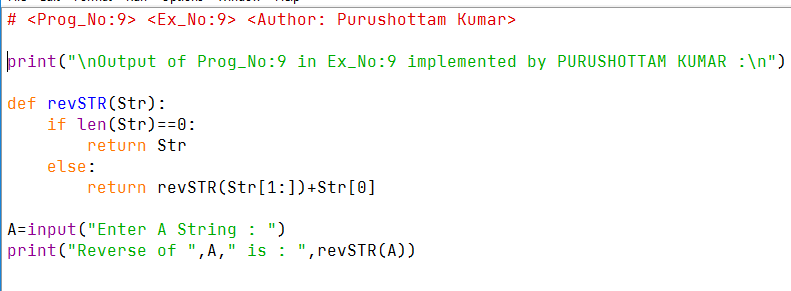 # <Prog_No:9> <Ex_No:9> <Author: Purushottam Kumar>
print("\nOutput of Prog_No:9 in Ex_No:9 implemented by PURUSHOTTAM KUMAR :\n")
def revSTR(Str):
    if len(Str)==0:
        return Str
    else:
        return revSTR(Str[1:])+Str[0]
A=input("Enter A String : ")
print("Reverse of ",A," is : ",revSTR(A))